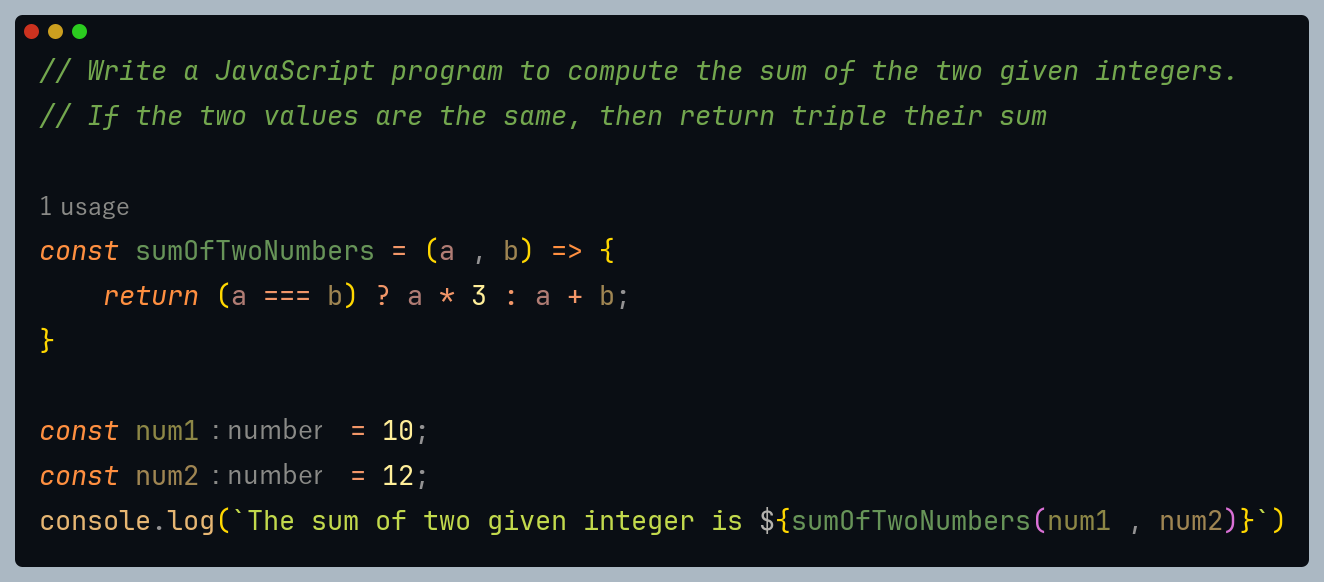 // Write a JavaScript program to compute the sum of the two given integers.
// If the two values are the same, then return triple their sum
1 usage
const sumOfTwoNumbers = (a , b) => {
    return (a === b) ? a * 3 : a + b;
}
const num1 : number = 10;
const num2 : number = 12;
console.log(`The sum of two given integer is ${sumOfTwoNumbers(num1 , num2)}`)